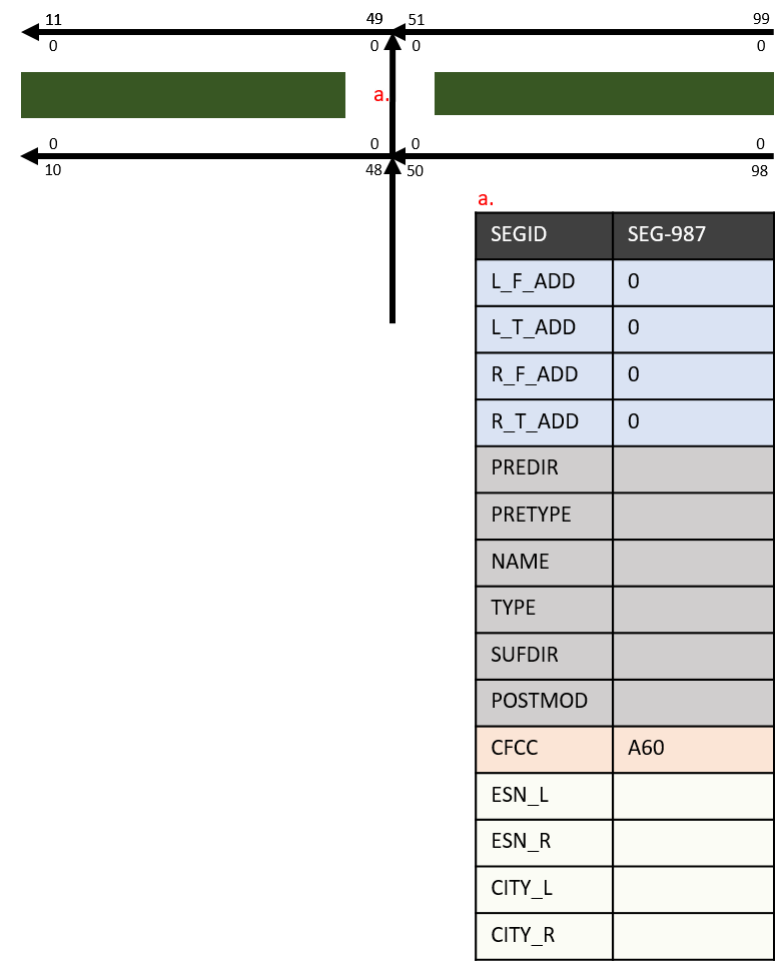 11 49 51 99
0 0 0 0
a.
0 0 0 0
10 48 50 98
a.
SEGID SEG-987
L_F_ADD 0
L_T_ADD 0
R_F_ADD 0
R_T_ADD 0
PREDIR
PRETYPE
NAME
TYPE
SUFDIR
POSTMOD
CFCC A60
ESN_L
ESN_R
CITY_L
CITY_R